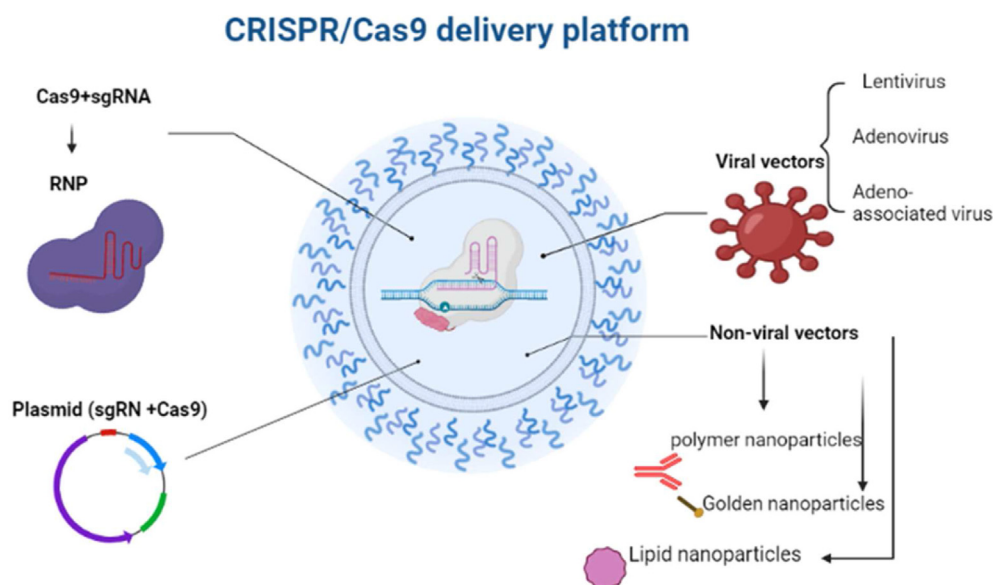 CRISPR/Cas9 delivery platform
Cas9+sgRNA
RNP
Plasmid (sgRN +Cas9)
Viral vectors
Lentivirus
Adenovirus
Adeno-
associated virus
Non-viral vectors
polymer nanoparticles
Golden nanoparticles
Lipid nanoparticles